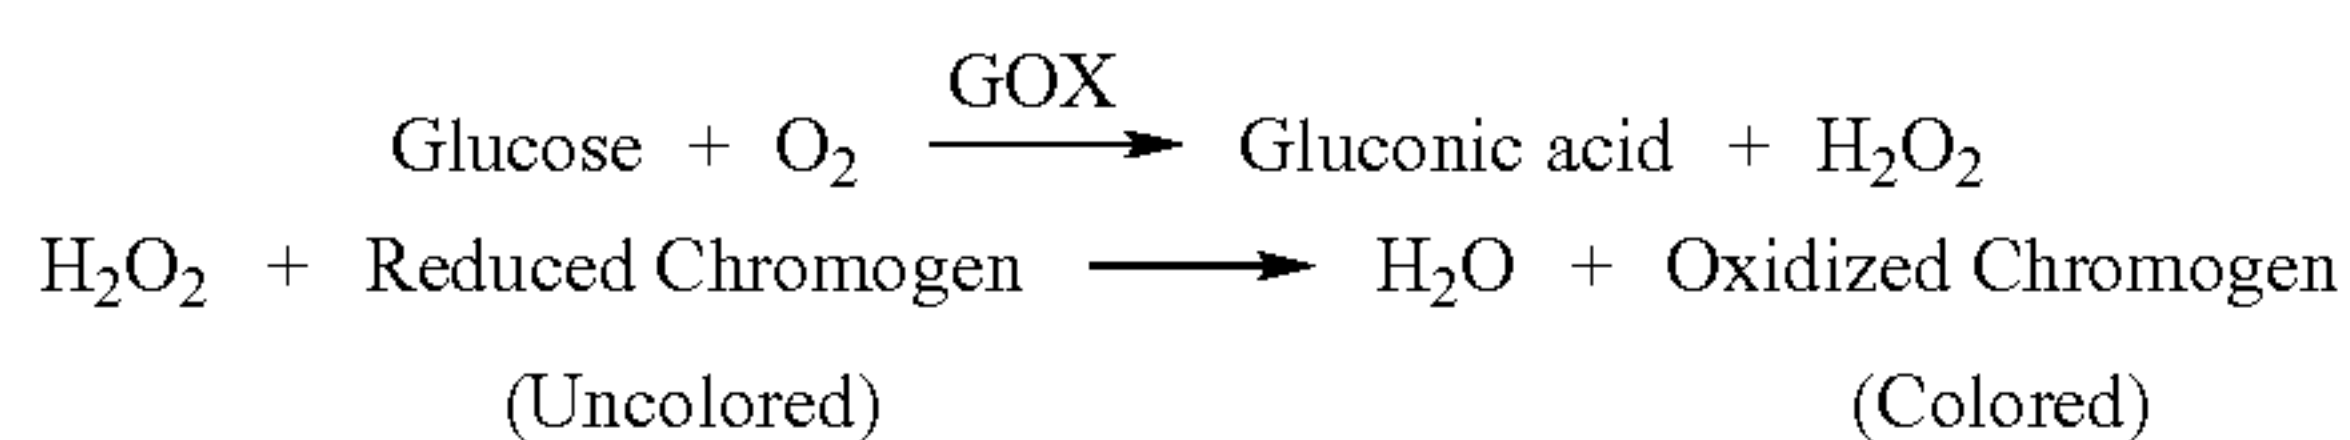 GOX
Glucose + O₂ ⟶ Gluconic acid + H₂O₂
H₂O₂ + Reduced Chromogen ⟶ H₂O + Oxidized Chromogen
(Uncolored) (Colored)